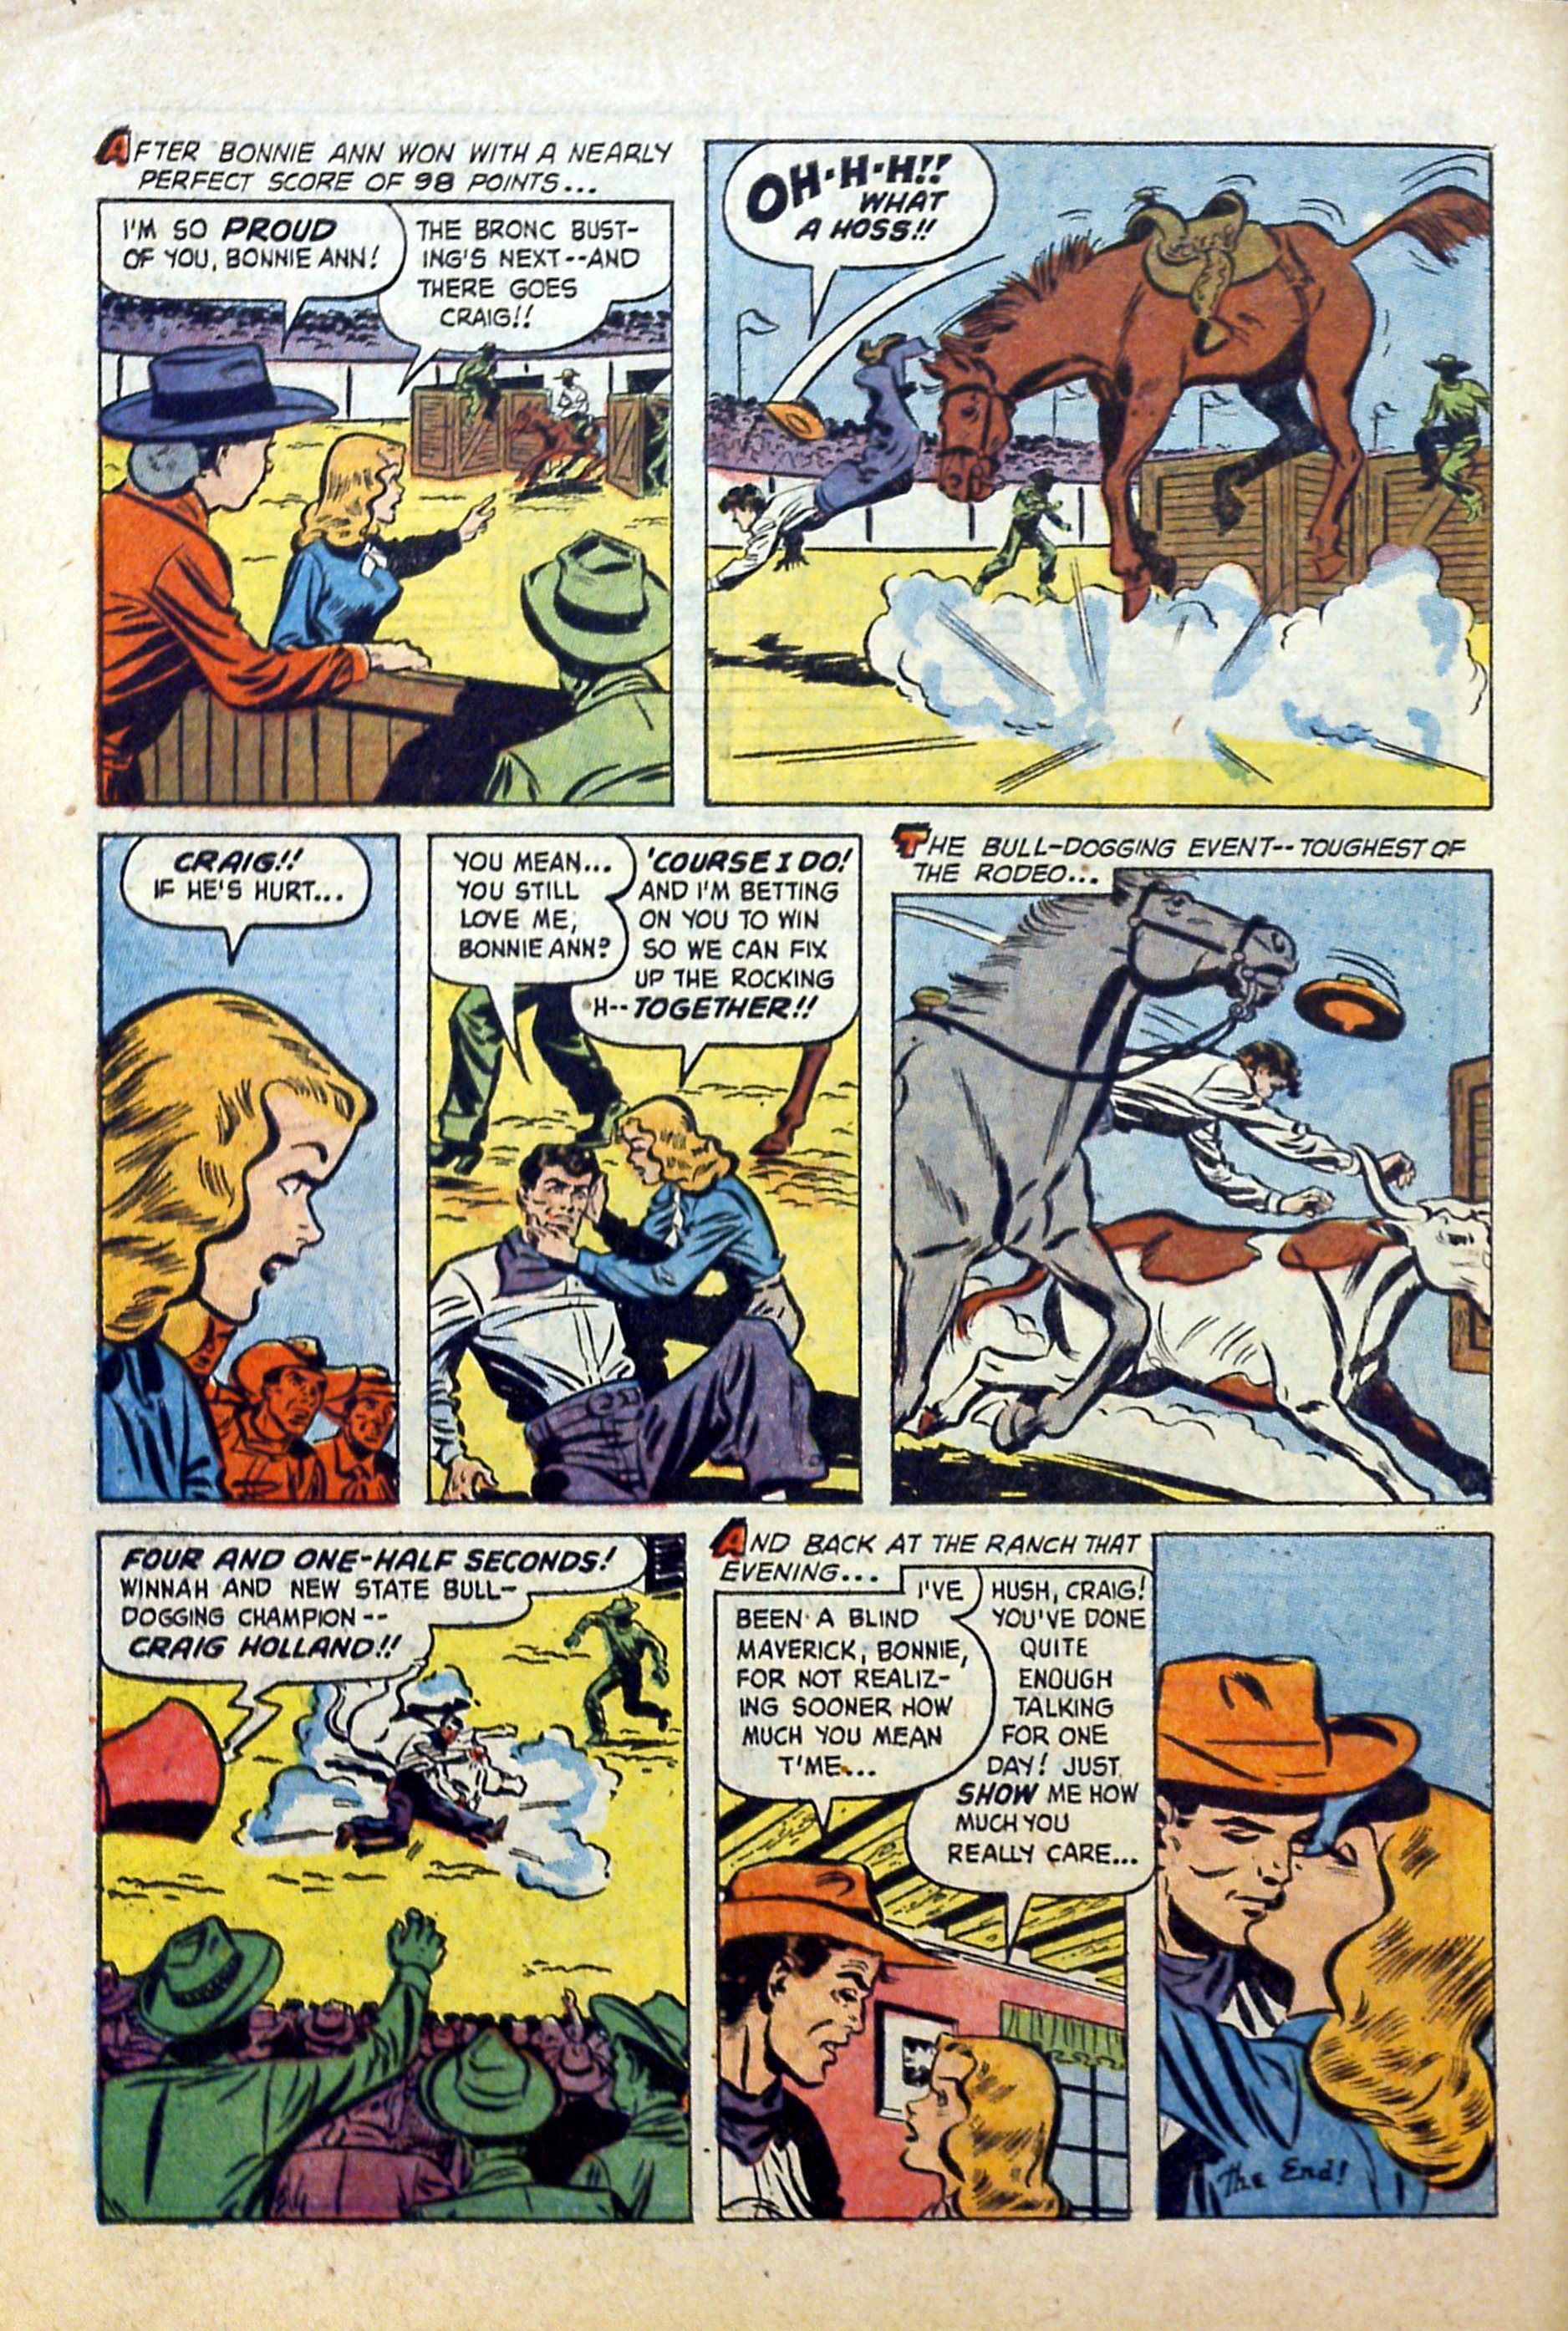 AFTER BONNIE ANN WON WITH A NEARLY
PERFECT SCORE OF 98 POINTS...
I'M SO PROUD
OF YOU, BONNIE ANN!
THE BRONC BUST-
ING'S NEXT--AND
THERE GOES
CRAIG!!
OH-H-H!!
WHAT
A HOSS!!
CRAIG!!
IF HE'S HURT...
YOU MEAN...
YOU STILL
LOVE ME,
BONNIE ANN?
'COURSE I DO!
AND I'M BETTING
ON YOU TO WIN
SO WE CAN FIX
UP THE ROCKING
H--TOGETHER!!
THE BULL-DOGGING EVENT--TOUGHEST OF
THE RODEO...
FOUR AND ONE-HALF SECONDS!
WINNAH AND NEW STATE BULL-
DOGGING CHAMPION--
CRAIG HOLLAND!!
AND BACK AT THE RANCH THAT
EVENING...
I'VE
BEEN A BLIND
MAVERICK, BONNIE,
FOR NOT REALIZ-
ING SOONER HOW
MUCH YOU MEAN
T'ME...
HUSH, CRAIG!
YOU'VE DONE
QUITE
ENOUGH
TALKING
FOR ONE
DAY! JUST
SHOW ME HOW
MUCH YOU
REALLY CARE...
The End!